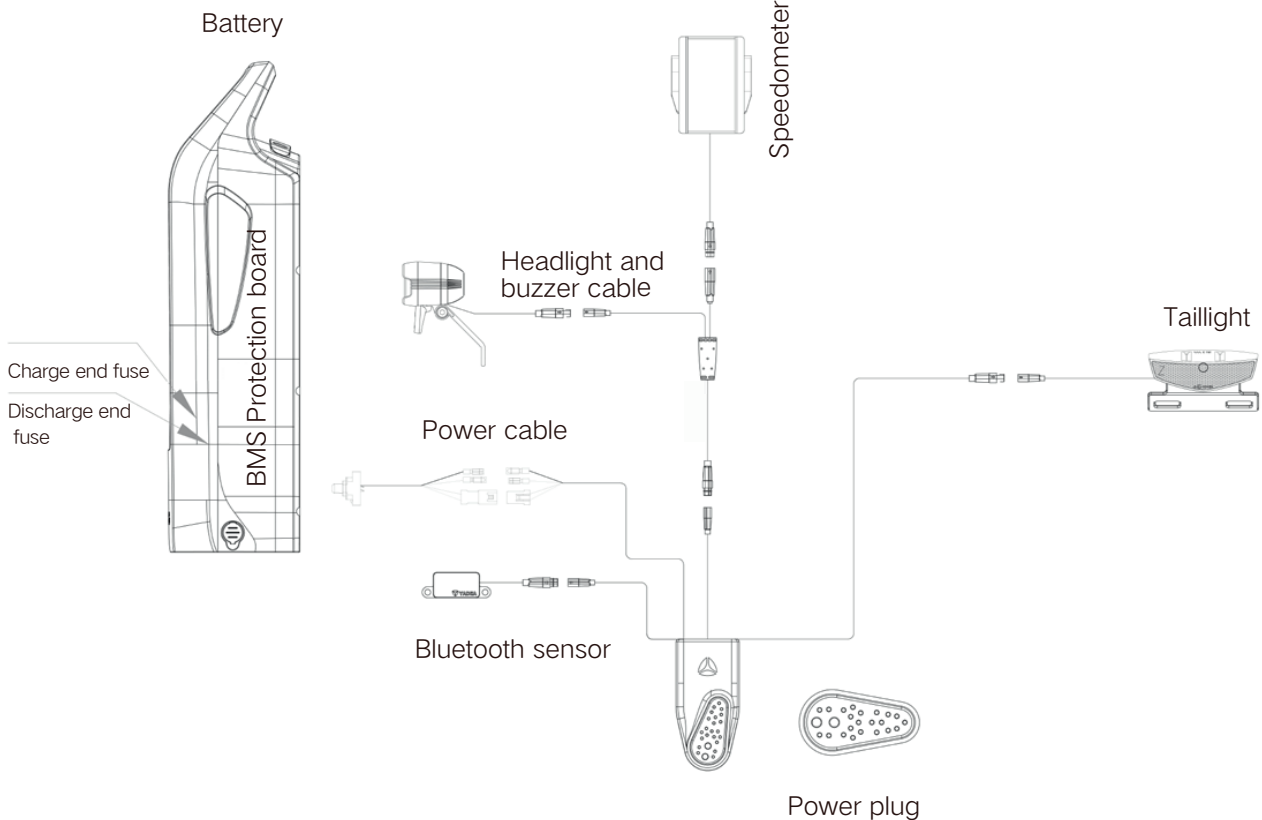 Battery
Speedometer
BMS Protection board
Headlight and
buzzer cable
Taillight
Charge end fuse
Discharge end
fuse
Power cable
Bluetooth sensor
Power plug